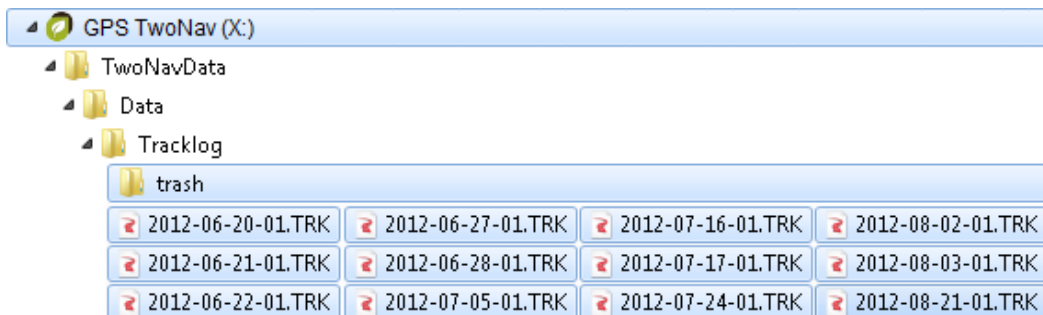 GPS TwoNav (X:)
TwoNavData
Data
Tracklog
trash
2012-06-20-01.TRK 2012-06-27-01.TRK 2012-07-16-01.TRK 2012-08-02-01.TRK
2012-06-21-01.TRK 2012-06-28-01.TRK 2012-07-17-01.TRK 2012-08-03-01.TRK
2012-06-22-01.TRK 2012-07-05-01.TRK 2012-07-24-01.TRK 2012-08-21-01.TRK